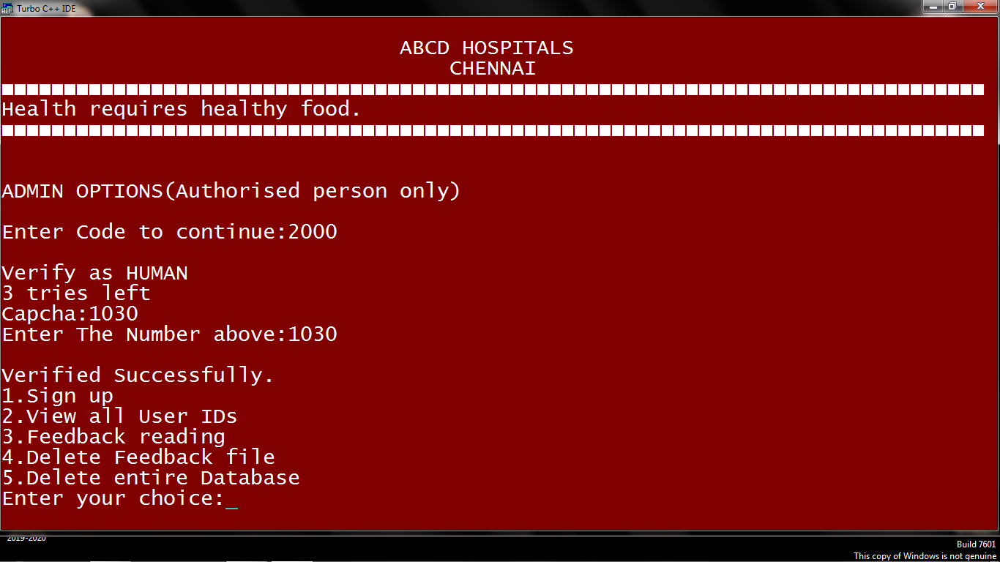 Turbo C++ IDE
ABCD HOSPITALS
CHENNAI
Health requires healthy food.
ADMIN OPTIONS(Authorised person only)
Enter Code to continue:2000
Verify as HUMAN
3 tries left
Capcha:1030
Enter The Number above:1030
Verified Successfully.
1.Sign up
2.View all User IDs
3.Feedback reading
4.Delete Feedback file
5.Delete entire Database
Enter your choice:_
2019-2020
Build 7601
This copy of Windows is not genuine